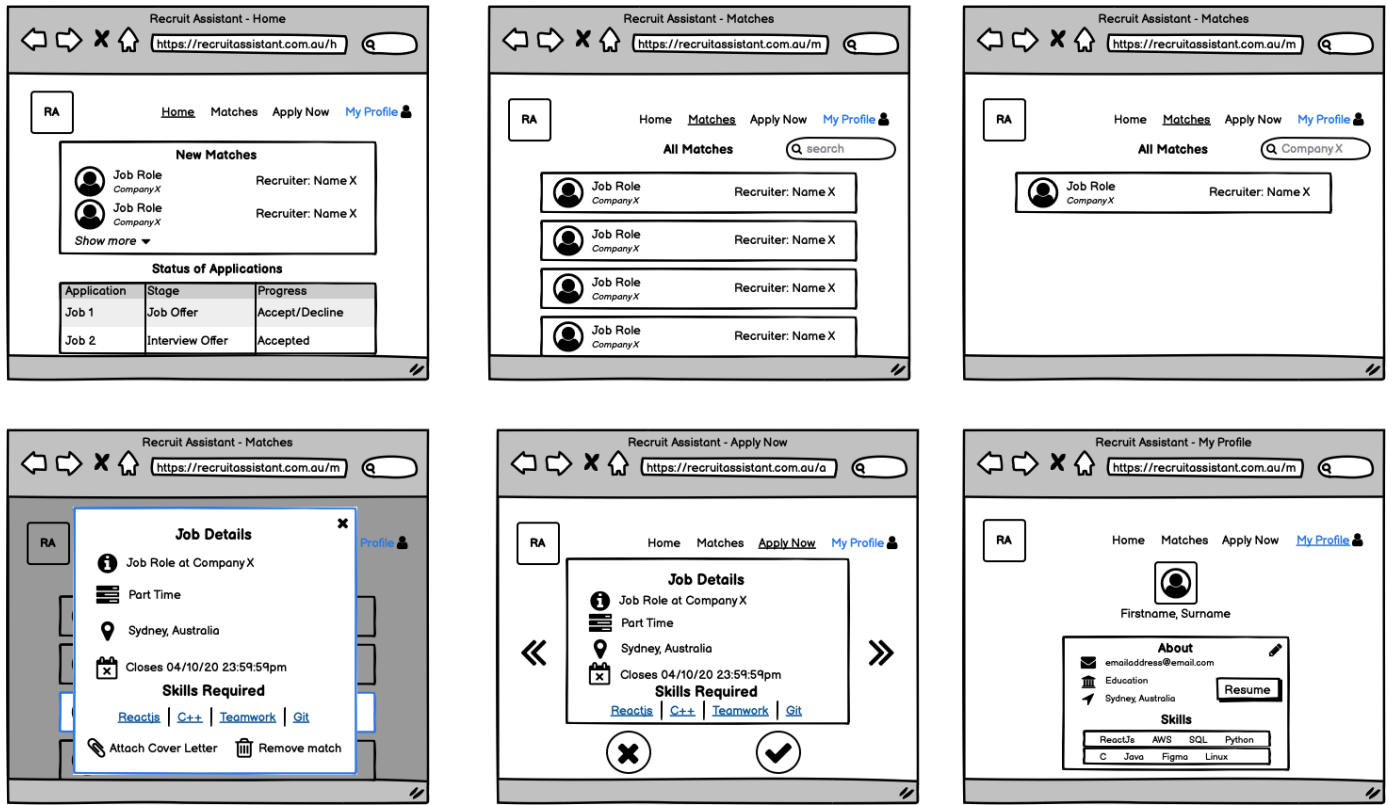 Recruit Assistant - Home
https://recruitassistant.com.au/h
RA
Home Matches Apply Now My Profile
New Matches
Job Role
Company X
Recruiter: Name X
Job Role
Company X
Recruiter: Name X
Show more
Status of Applications
Application Stage Progress
Job 1 Job Offer Accept/Decline
Job 2 Interview Offer Accepted
Recruit Assistant - Matches
https://recruitassistant.com.au/m
RA
Home Matches Apply Now My Profile
All Matches search
Job Role
Company X
Recruiter: Name X
Job Role
Company X
Recruiter: Name X
Job Role
Company X
Recruiter: Name X
Job Role
Company X
Recruiter: Name X
Recruit Assistant - Matches
https://recruitassistant.com.au/m
RA
Home Matches Apply Now My Profile
All Matches Company X
Job Role
Company X
Recruiter: Name X
Recruit Assistant - Matches
https://recruitassistant.com.au/m
RA
Profile
Job Details
Job Role at Company X
Part Time
Sydney, Australia
Closes 04/10/20 23:59:59pm
Skills Required
Reactjs C++ Teamwork Git
Attach Cover Letter Remove match
Recruit Assistant - Apply Now
https://recruitassistant.com.au/a
RA
Home Matches Apply Now My Profile
Job Details
Job Role at Company X
Part Time
Sydney, Australia
Closes 04/10/20 23:59:59pm
Skills Required
Reactjs C++ Teamwork Git
Recruit Assistant - My Profile
https://recruitassistant.com.au/m
RA
Home Matches Apply Now My Profile
Firstname, Surname
About
emailaddress@email.com
Education
Sydney, Australia
Resume
Skills
ReactJs AWS SQL Python
C Java Figma Linux